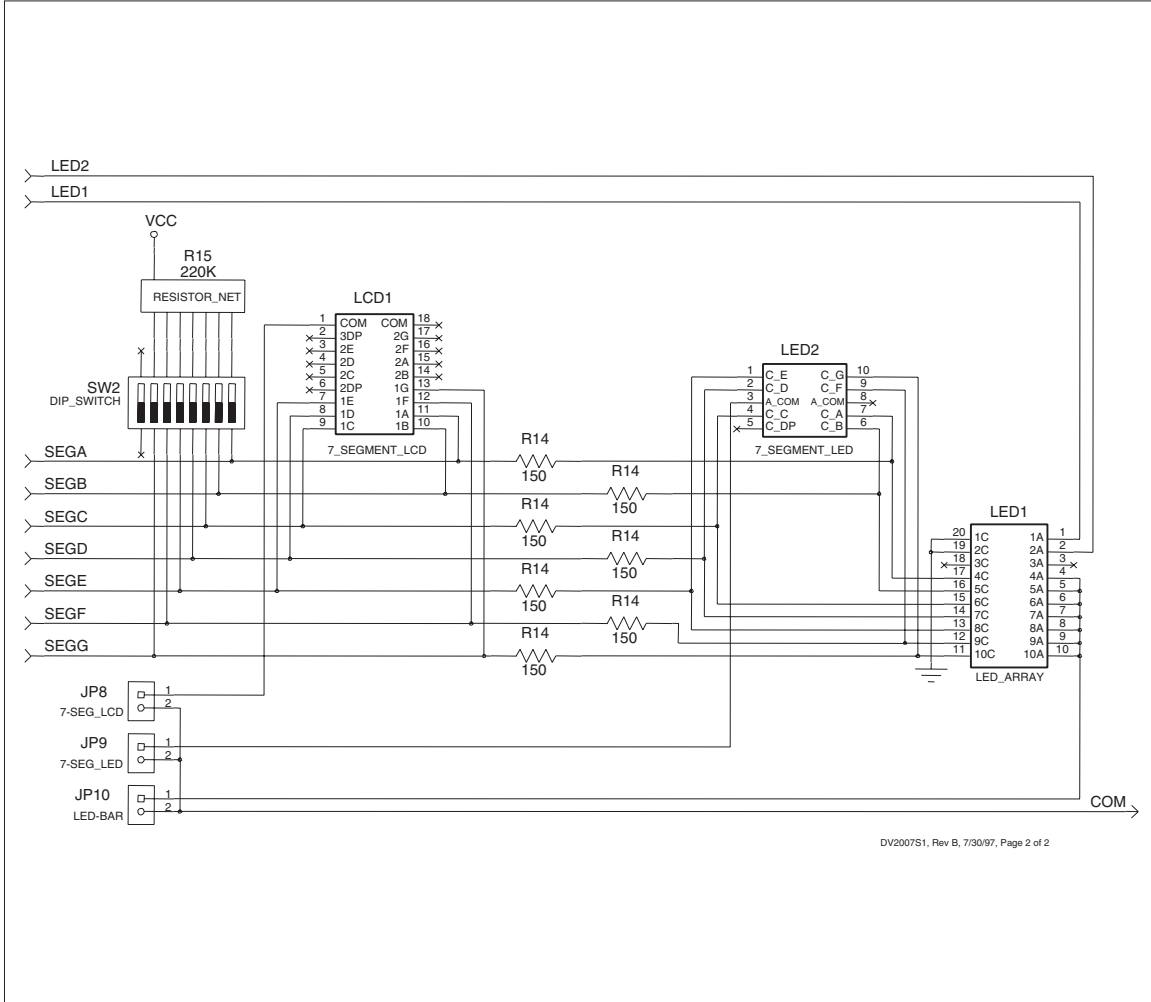 LED2
LED1
VCC
R15
220K
RESISTOR_NET
SW2
DIP_SWITCH
LCD1
1 COM COM 18
2 3DP 2G 17
3 2E 2F 16
4 2D 2A 15
5 2C 2B 14
6 2DP 1G 13
7 1E 1F 12
8 1D 1A 11
9 1C 1B 10
7_SEGMENT_LCD
LED2
1 C_E C_G 10
2 C_D C_F 9
3 A_COM A_COM 8
4 C_C C_A 7
5 C_DP C_B 6
7_SEGMENT_LED
SEGA
R14
150
SEGB
R14
150
SEGC
R14
150
SEGD
R14
150
SEGE
R14
150
SEGF
R14
150
SEGG
R14
150
LED1
20 1C 1A 1
19 2C 2A 2
18 3C 3A 3
17 4C 4A 4
16 5C 5A 5
15 6C 6A 6
14 7C 7A 7
13 8C 8A 8
12 9C 9A 9
11 10C 10A 10
LED_ARRAY
JP8
7-SEG_LCD
1
2
JP9
7-SEG_LED
1
2
JP10
LED-BAR
1
2
COM
DV2007S1, Rev B, 7/30/97, Page 2 of 2